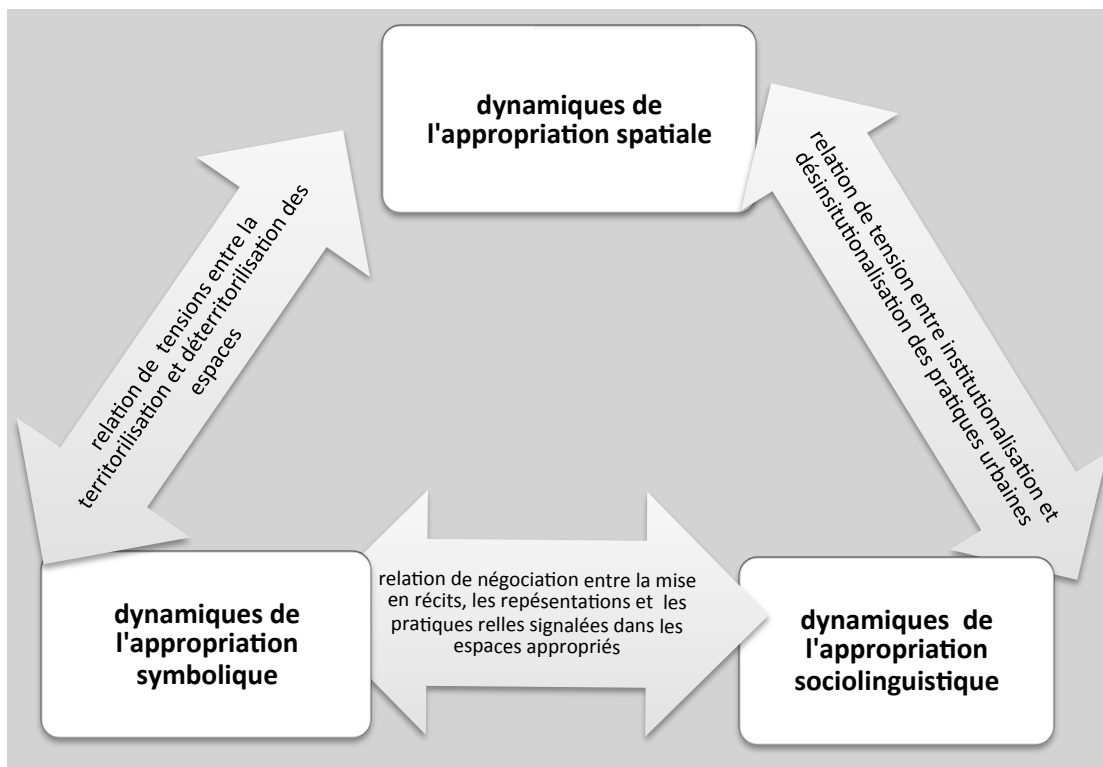 dynamiques de
l'appropriation spatiale
relation de tensions entre la
territorilisation et déterritorilisation des
espaces
relation de tension entre institutionalisation et
désinsitutionalisation des pratiques urbaines
dynamiques de
l'appropriation
symbolique
relation de négociation entre la mise
en récits, les repésentations et les
pratiques relles signalées dans les
espaces appropriés
dynamiques de
l'appropriation
sociolinguistique